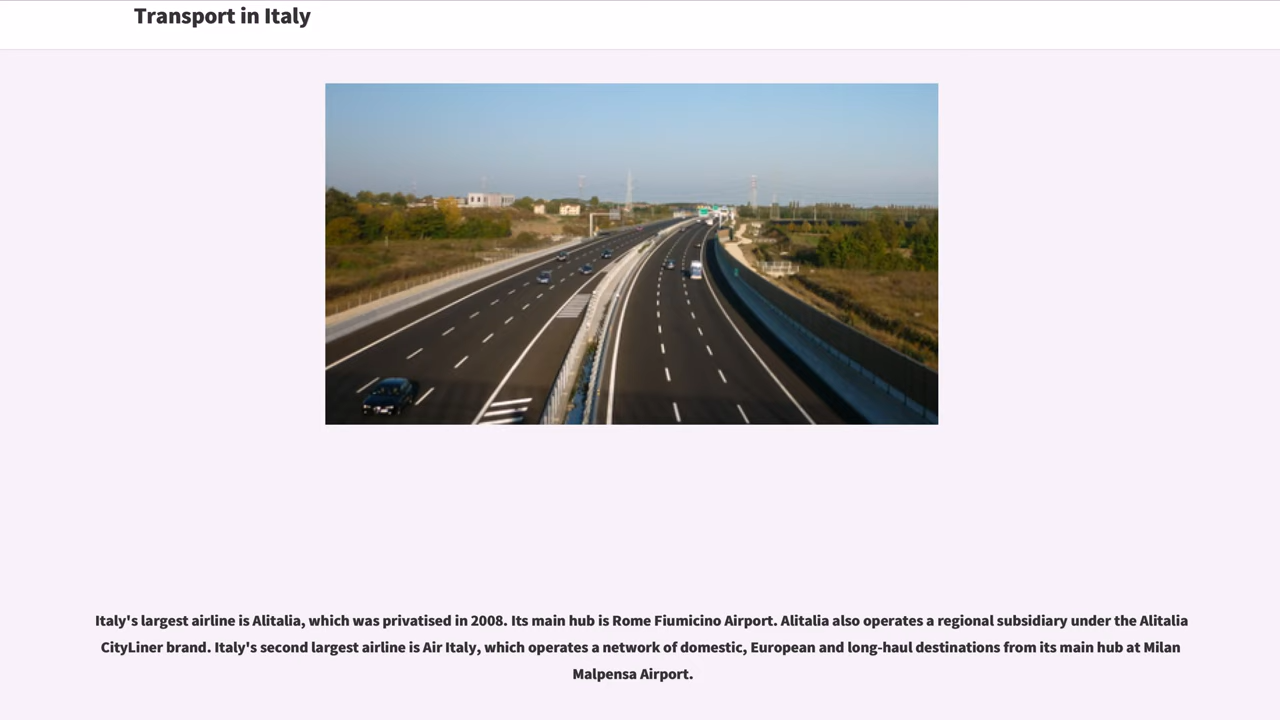 Transport in Italy
Italy's largest airline is Alitalia, which was privatised in 2008. Its main hub is Rome Fiumicino Airport. Alitalia also operates a regional subsidiary under the Alitalia
CityLiner brand. Italy's second largest airline is Air Italy, which operates a network of domestic, European and long-haul destinations from its main hub at Milan
Malpensa Airport.